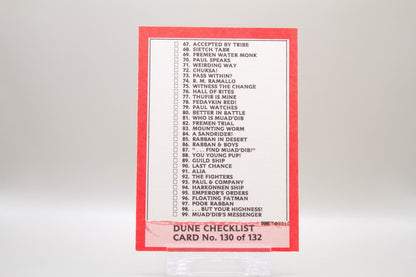 67. ACCEPTED BY TRIBE
68. SIETCH TABR
69. FREMEN WATER MONK
70. PAUL SPEAKS
71. WEIRDING WAY
72. CHUKSA!
73. PASS WITHIN?
74. R. M. RAMALLO
75. WITNESS THE CHANGE
76. HALL OF RITES
77. THUFIR IS MINE
78. FEDAYKIN RED!
79. PAUL WATCHES
80. BETTER IN BATTLE
81. WHO IS MUAD'DIB
82. FREMEN TRIAL
83. MOUNTING WORM
84. A SANDRIDER!
85. RABBAN IN DESERT
86. RABBAN & BOYS
87. “. . . FIND MUAD'DIB!”
88. YOU YOUNG PUP!
89. GUILD SHIP
90. LAST CHANCE
91. ALIA
92. THE FIGHTERS
93. PAUL & COMPANY
94. HARKONNEN SHIP
95. EMPEROR'S ORDERS
96. FLOATING FATMAN
97. POOR RABBAN
98. . . . BUT YOUR HIGHNESS!
99. MUAD'DIB'S MESSENGER
DUNE CHECKLIST
CARD No. 130 of 132